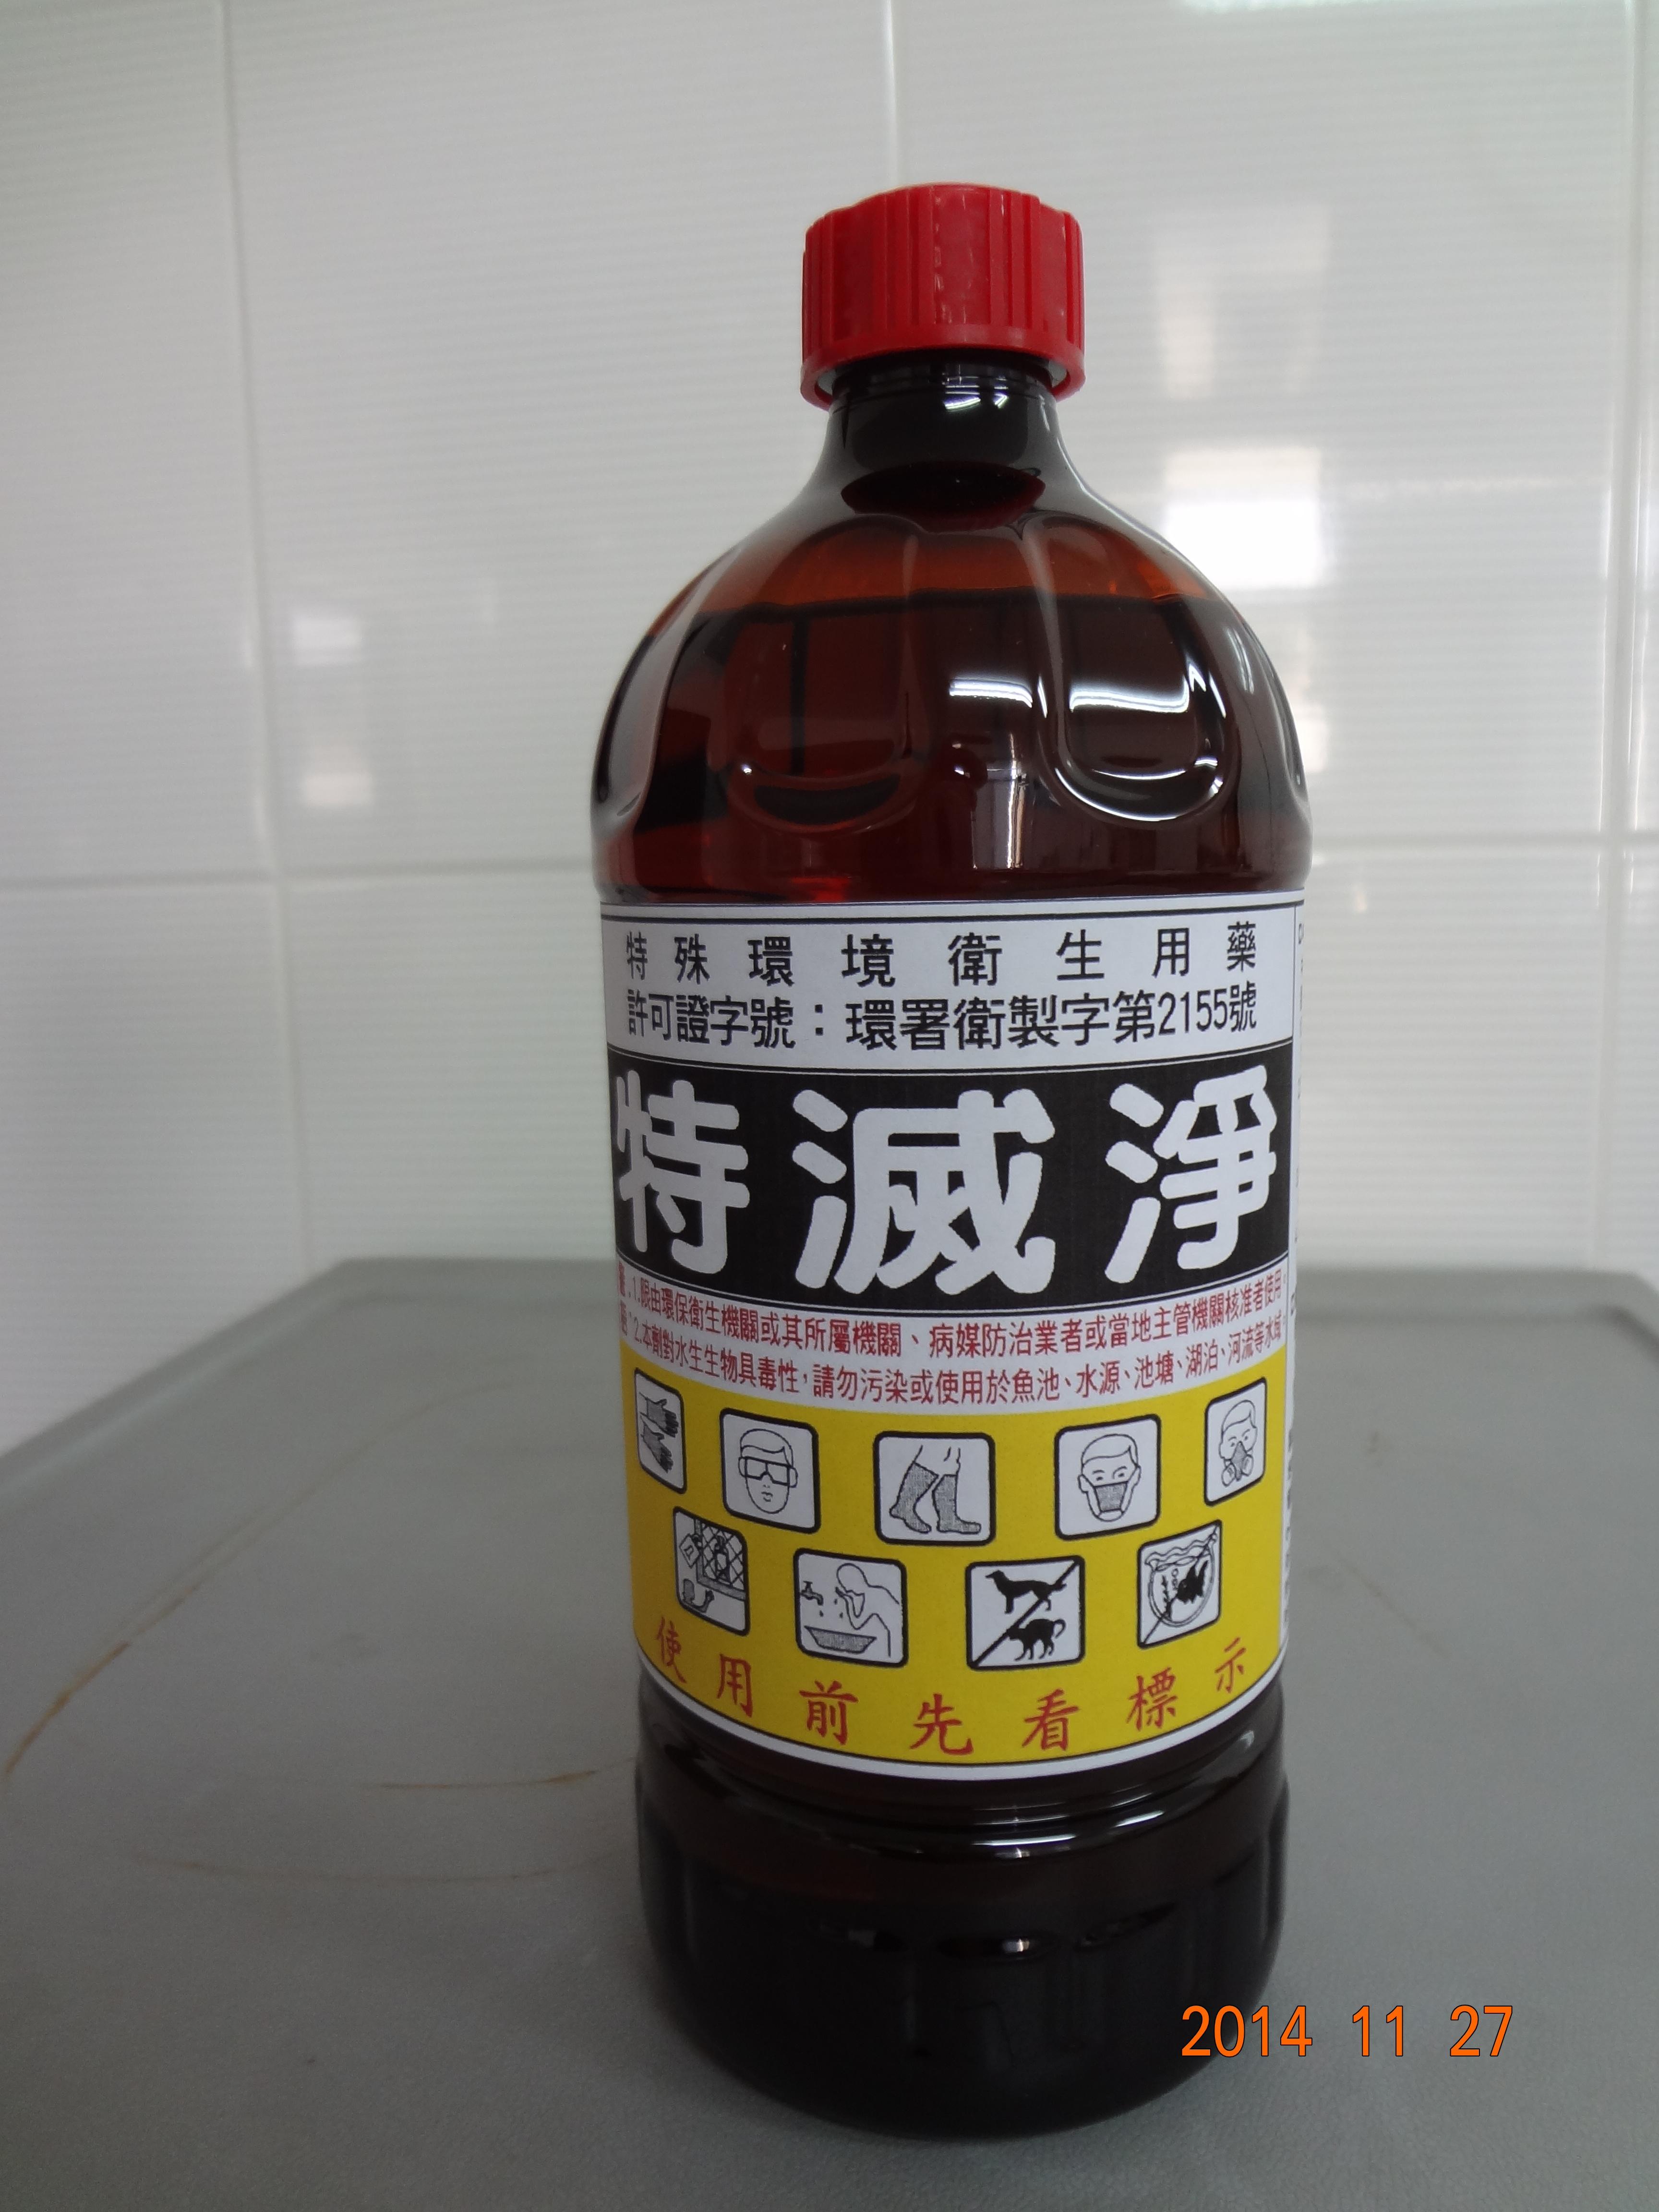 特殊環境衛生用藥
許可證字號：環署衛製字第2155號
特滅淨
1.限由環保衛生機關或其所屬機關、病媒防治業者或當地主管機關核准者使用。
2.本劑對水生生物具毒性，請勿污染或使用於魚池、水源、池塘、湖泊、河流等水域。
使用前先看標示
2014 11 27